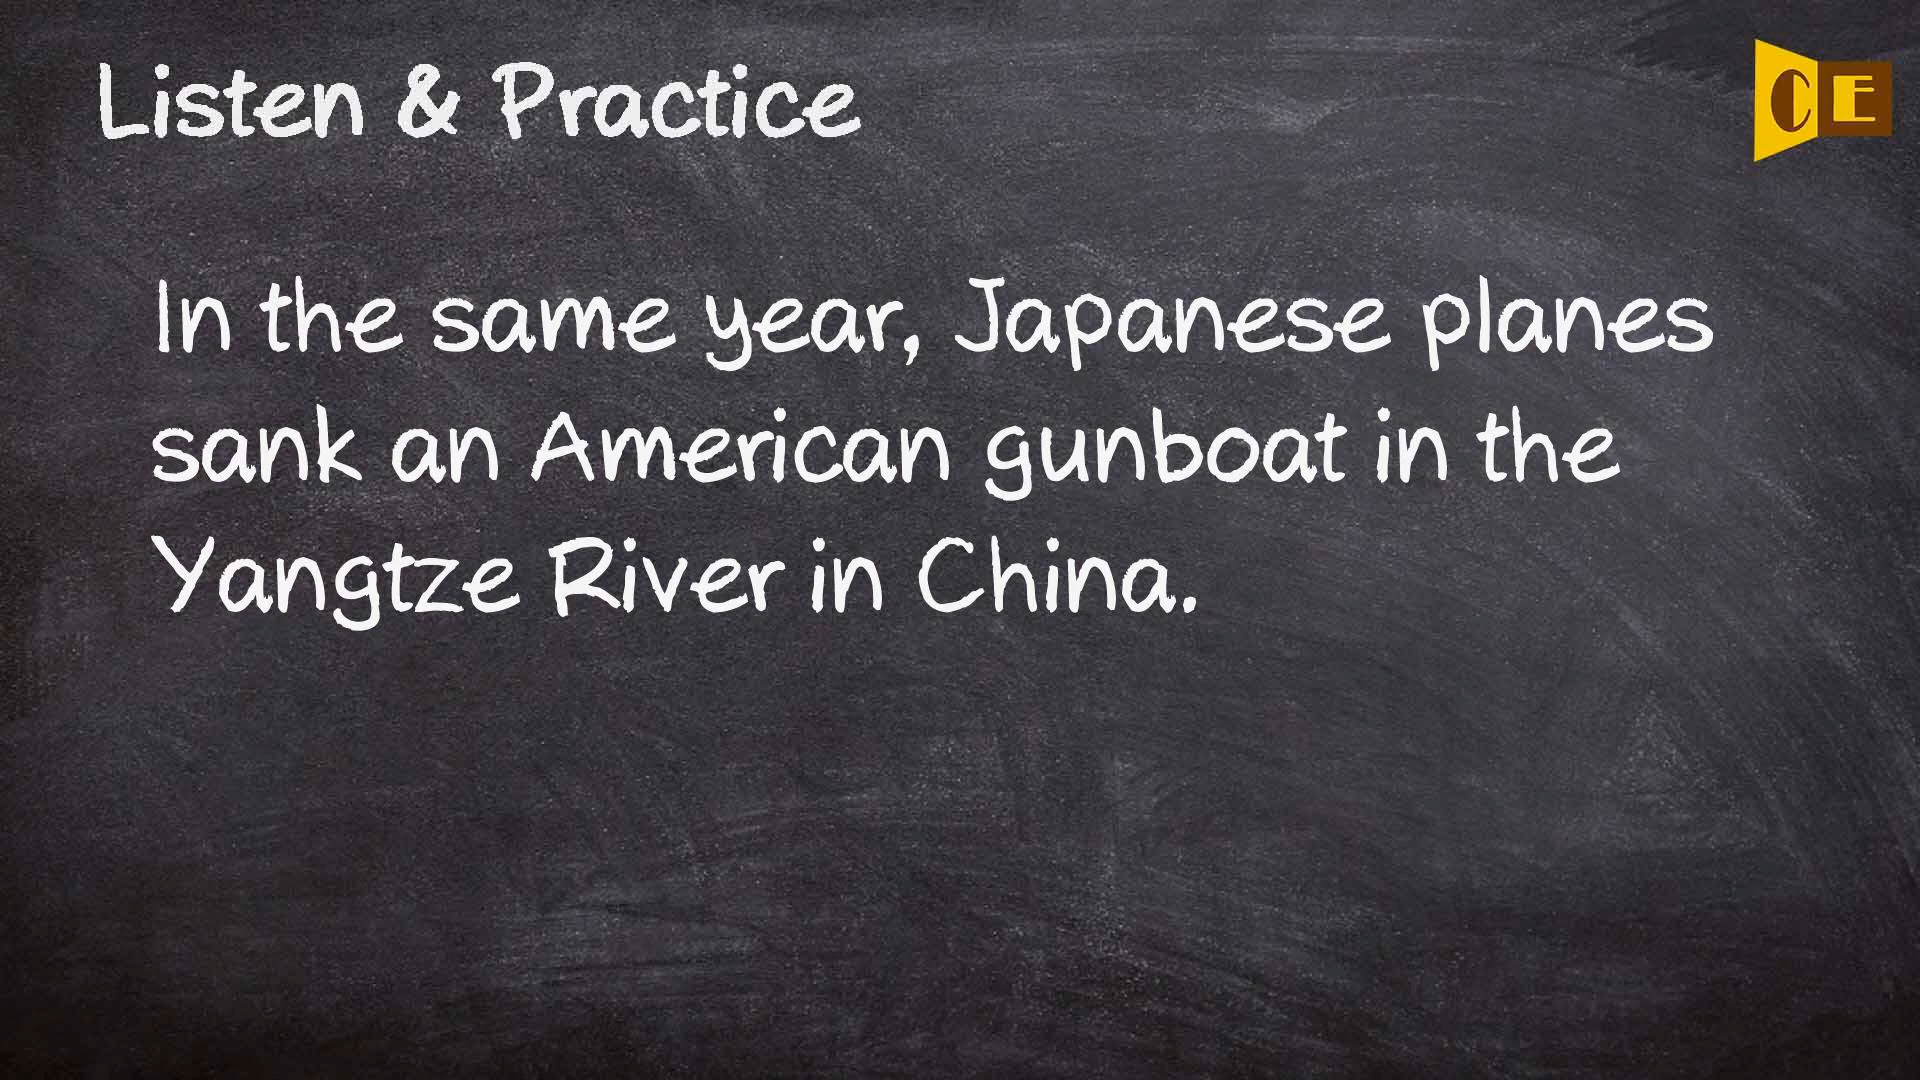 Listen & Practice
CE
In the same year, Japanese planes
sank an American gunboat in the
Yangtze River in China.